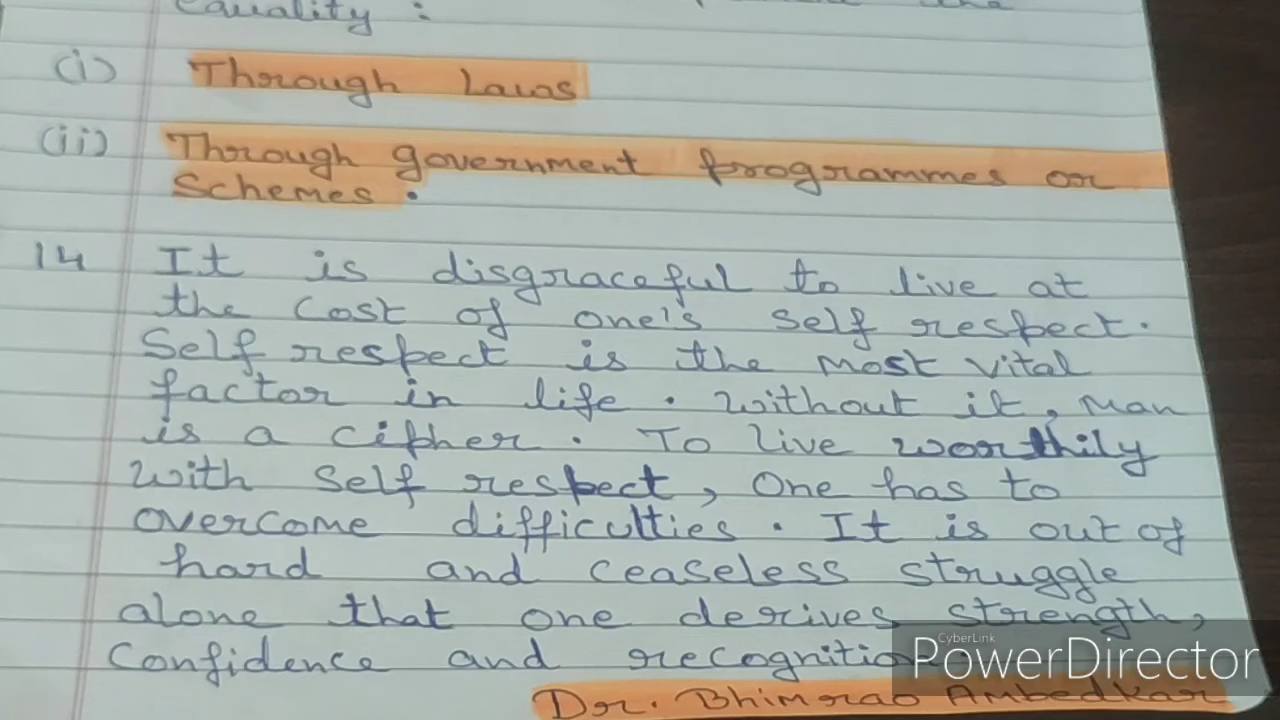 Equality :
(i) Through Laws
(ii) Through government programmes or
Schemes.
14 It is disgraceful to live at
the cost of one's self respect.
Self respect is the most vital
factor in life. Without it, Man
is a cipher. To live worthily
with self respect, One has to
overcome difficulties. It is out of
hard and ceaseless struggle
alone that one derives strength,
Confidence and recognition
CyberLink
PowerDirector
Dr. Bhimrao Ambedkar